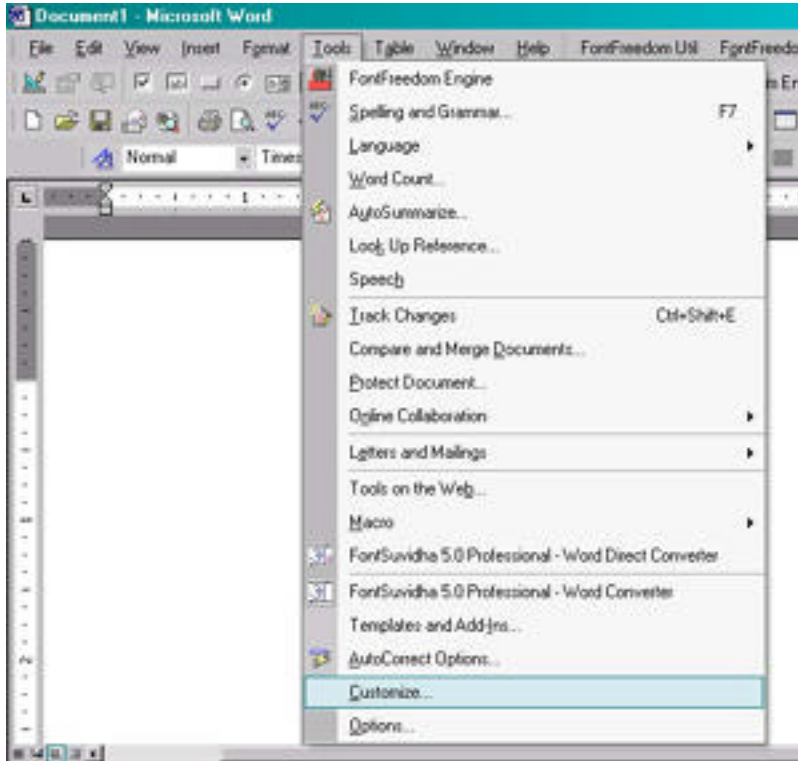 Document1 - Microsoft Word
File Edit View Insert Format Tools Table Window Help FontFreedom Util FontFreedo
FontFreedom Engine
Spelling and Grammar... F7
Language
Word Count...
AutoSummarize...
Look Up Reference...
Speech
Track Changes Ctrl+Shift+E
Compare and Merge Documents...
Protect Document...
Online Collaboration
Letters and Mailings
Tools on the Web...
Macro
FontSuvidha 5.0 Professional - Word Direct Converter
FontSuvidha 5.0 Professional - Word Converter
Templates and Add-Ins...
AutoCorrect Options...
Customize...
Options...
Normal Times